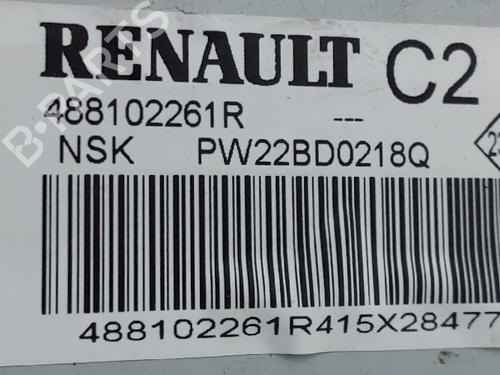 RENAULT C2
488102261R ---
NSK PW22BD0218Q
488102261R415X28477
B-PARTS